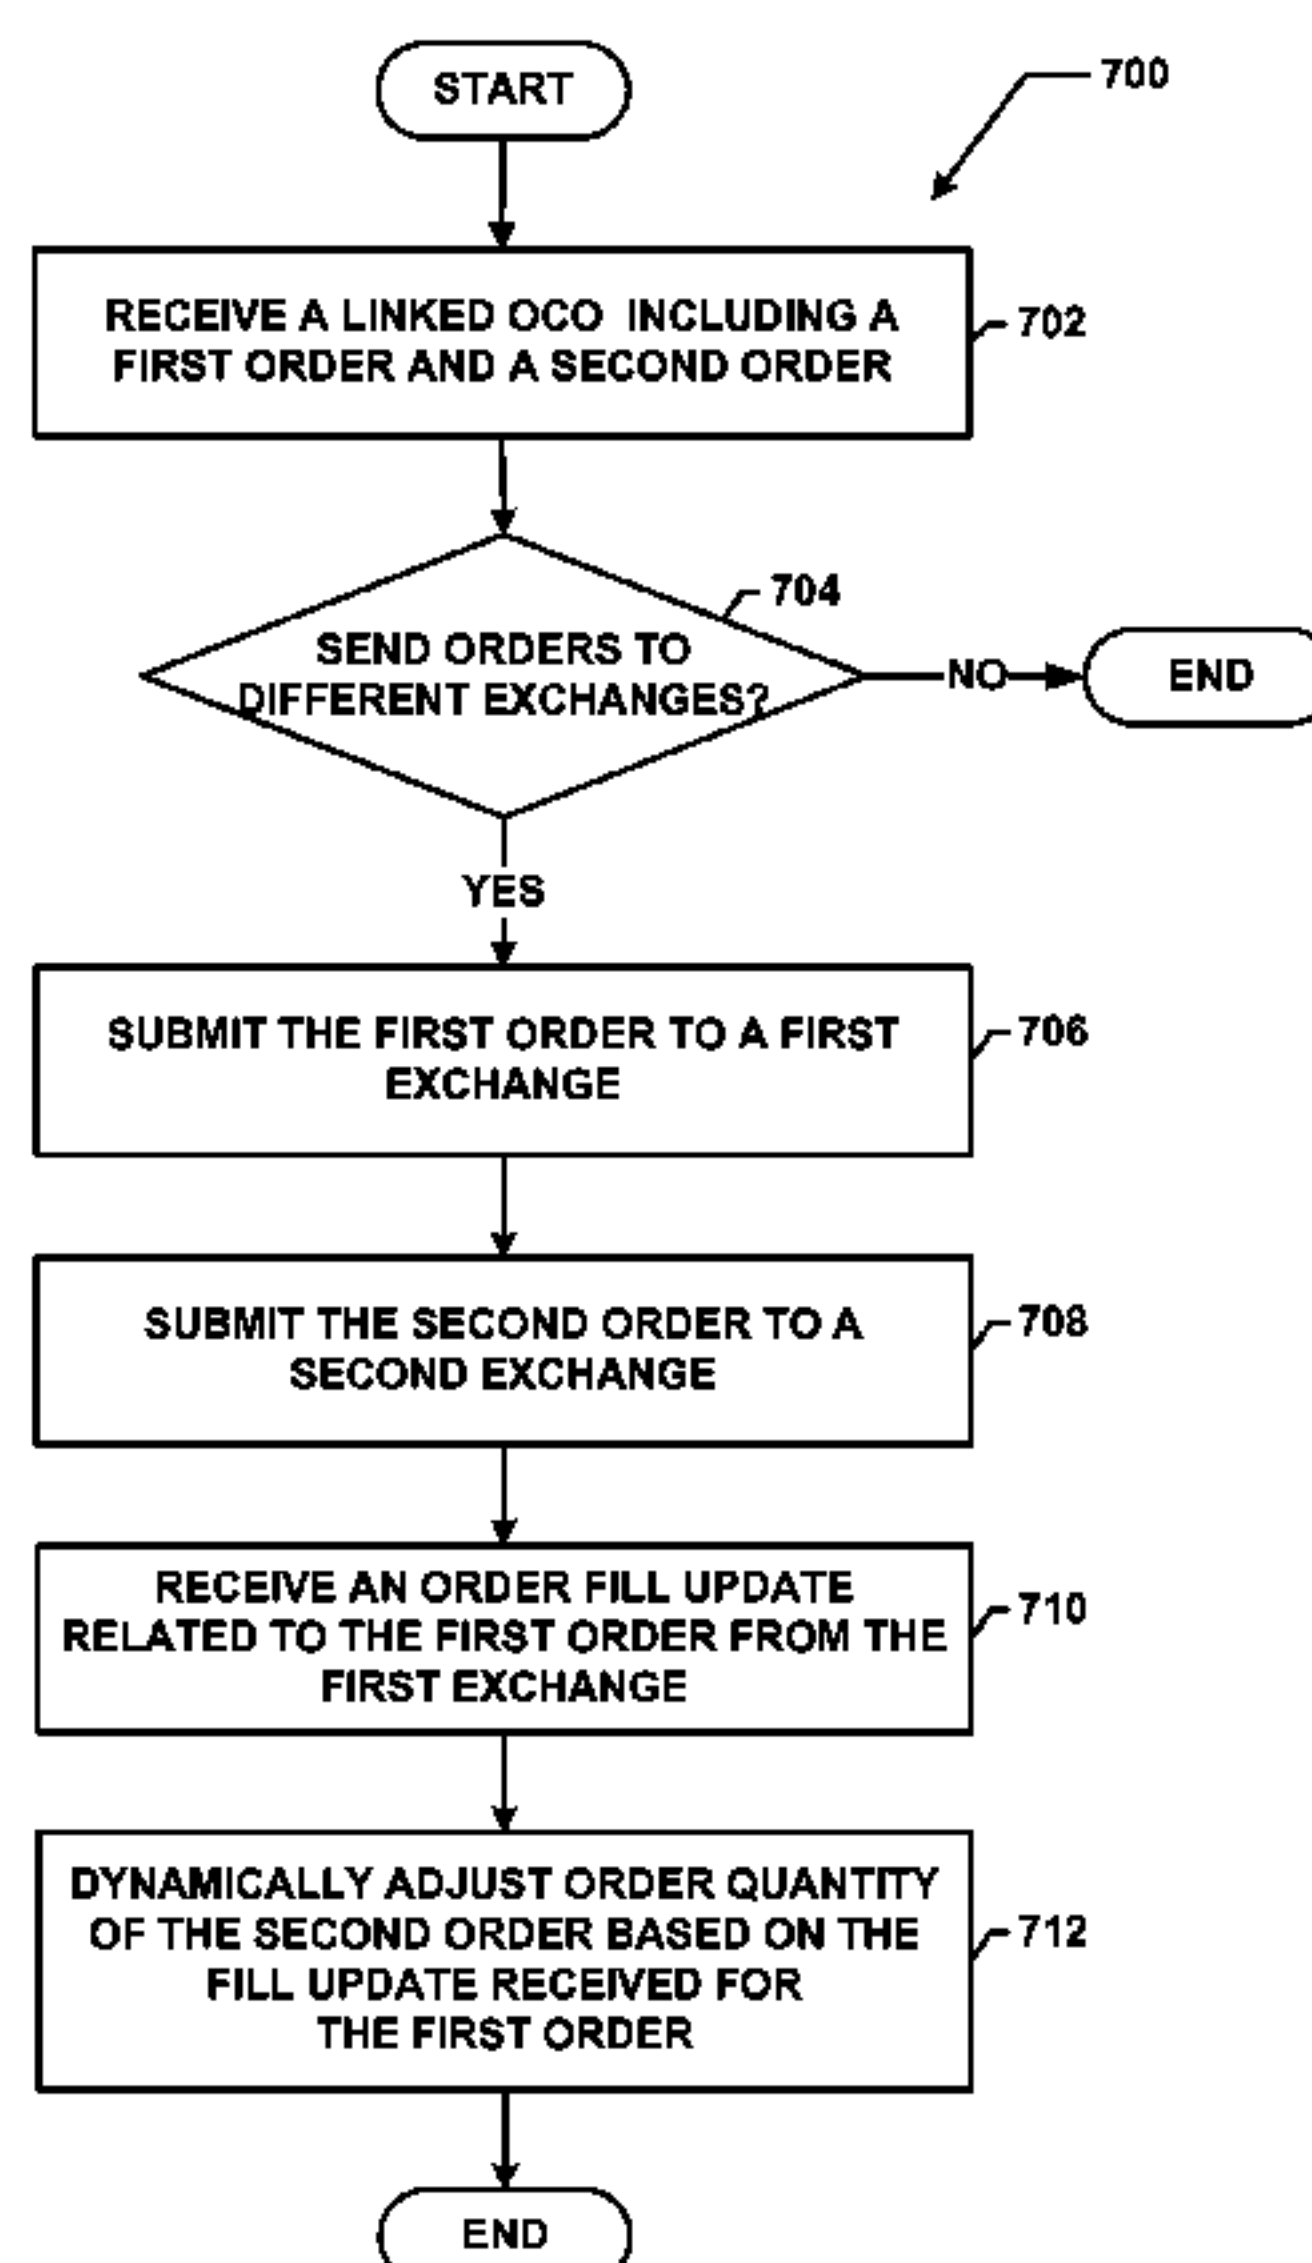 START
700
RECEIVE A LINKED OCO INCLUDING A
FIRST ORDER AND A SECOND ORDER
702
704
SEND ORDERS TO
DIFFERENT EXCHANGES?
NO
END
YES
SUBMIT THE FIRST ORDER TO A FIRST
EXCHANGE
706
SUBMIT THE SECOND ORDER TO A
SECOND EXCHANGE
708
RECEIVE AN ORDER FILL UPDATE
RELATED TO THE FIRST ORDER FROM THE
FIRST EXCHANGE
710
DYNAMICALLY ADJUST ORDER QUANTITY
OF THE SECOND ORDER BASED ON THE
FILL UPDATE RECEIVED FOR
THE FIRST ORDER
712
END